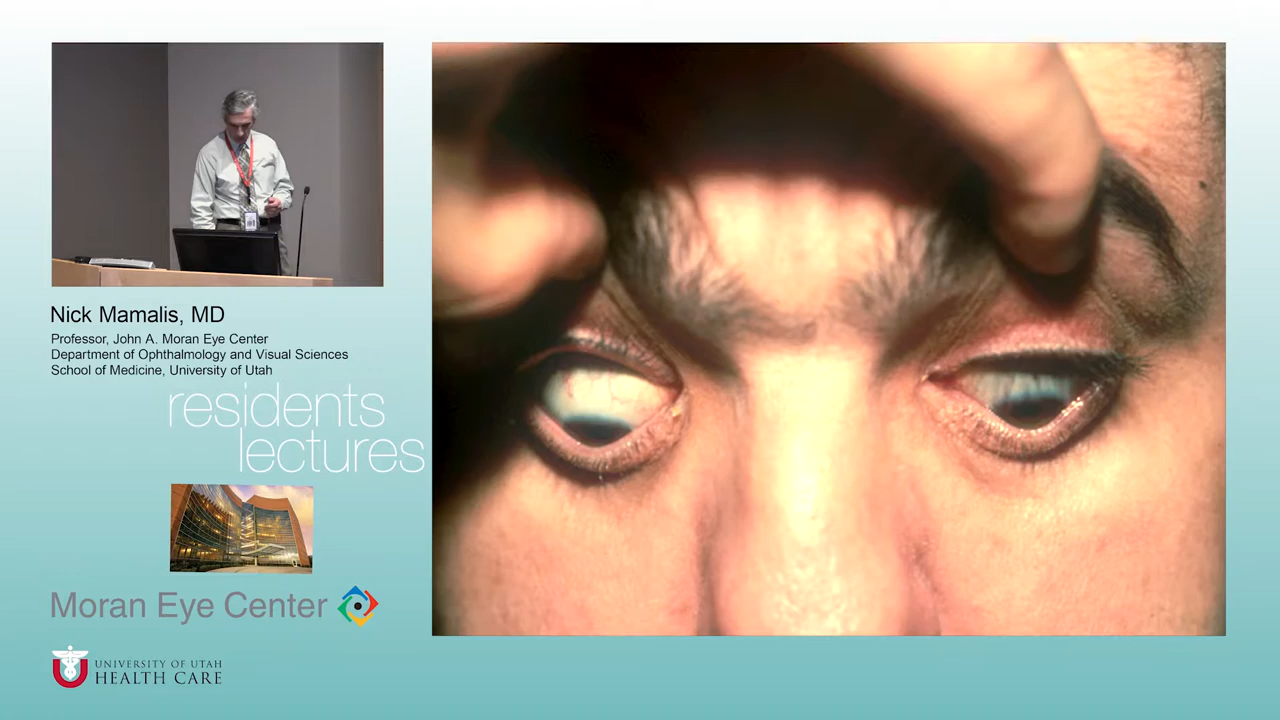 Nick Mamalis, MD
Professor, John A. Moran Eye Center
Department of Ophthalmology and Visual Sciences
School of Medicine, University of Utah
residents
lectures
Moran Eye Center
UNIVERSITY OF UTAH
HEALTH CARE